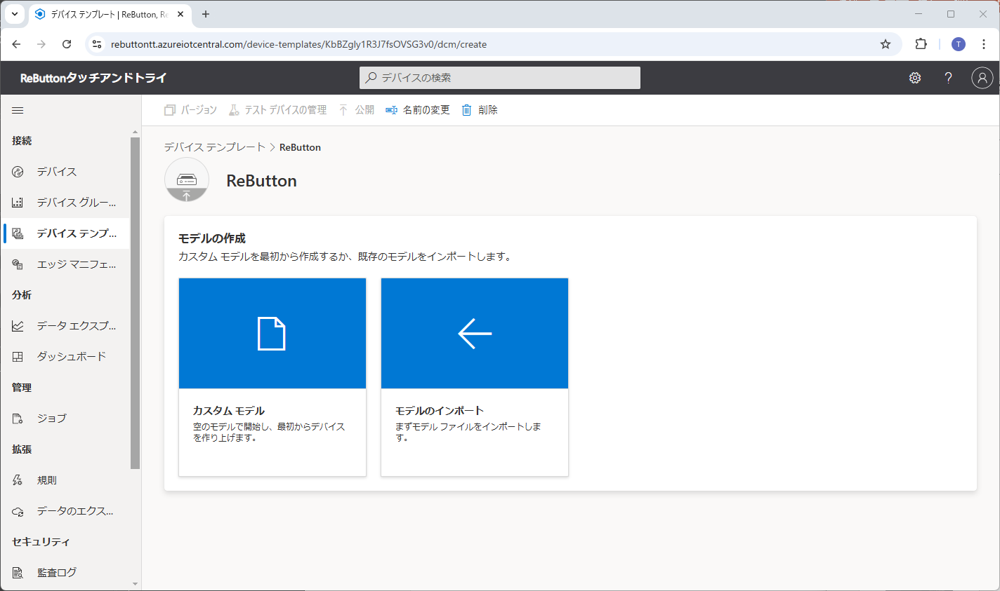 デバイス テンプレート | ReButton, Re
rebuttontt.azureiotcentral.com/device-templates/KbBZgly1R3J7fsOVSG3v0/dcm/create
T
ReButtonタッチアンドトライ
デバイスの検索
バージョン
テスト デバイスの管理
公開
名前の変更
削除
接続
デバイス
デバイス グルー...
デバイス テンプ...
エッジ マニフェ...
分析
データ エクスプ...
ダッシュボード
管理
ジョブ
拡張
規則
データのエクス...
セキュリティ
監査ログ
デバイス テンプレート > ReButton
ReButton
モデルの作成
カスタム モデルを最初から作成するか、既存のモデルをインポートします。
カスタム モデル
空のモデルで開始し、最初からデバイス
を作り上げます。
モデルのインポート
まずモデル ファイルをインポートしま
す。